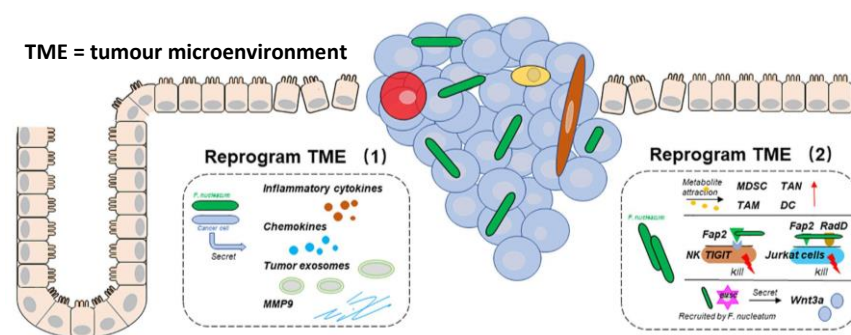 TME = tumour microenvironment
Reprogram TME (1)
F. nucleatum
Cancer cell
Secret
Inflammatory cytokines
Chemokines
Tumor exosomes
MMP9
Reprogram TME (2)
Metabolite attraction
MDSC TAN
TAM DC
F. nucleatum
Fap2
NK TIGIT
kill
Fap2 RadD
Jurkat cells
kill
Secret
Wnt3a
Recruited by F. nucleatum